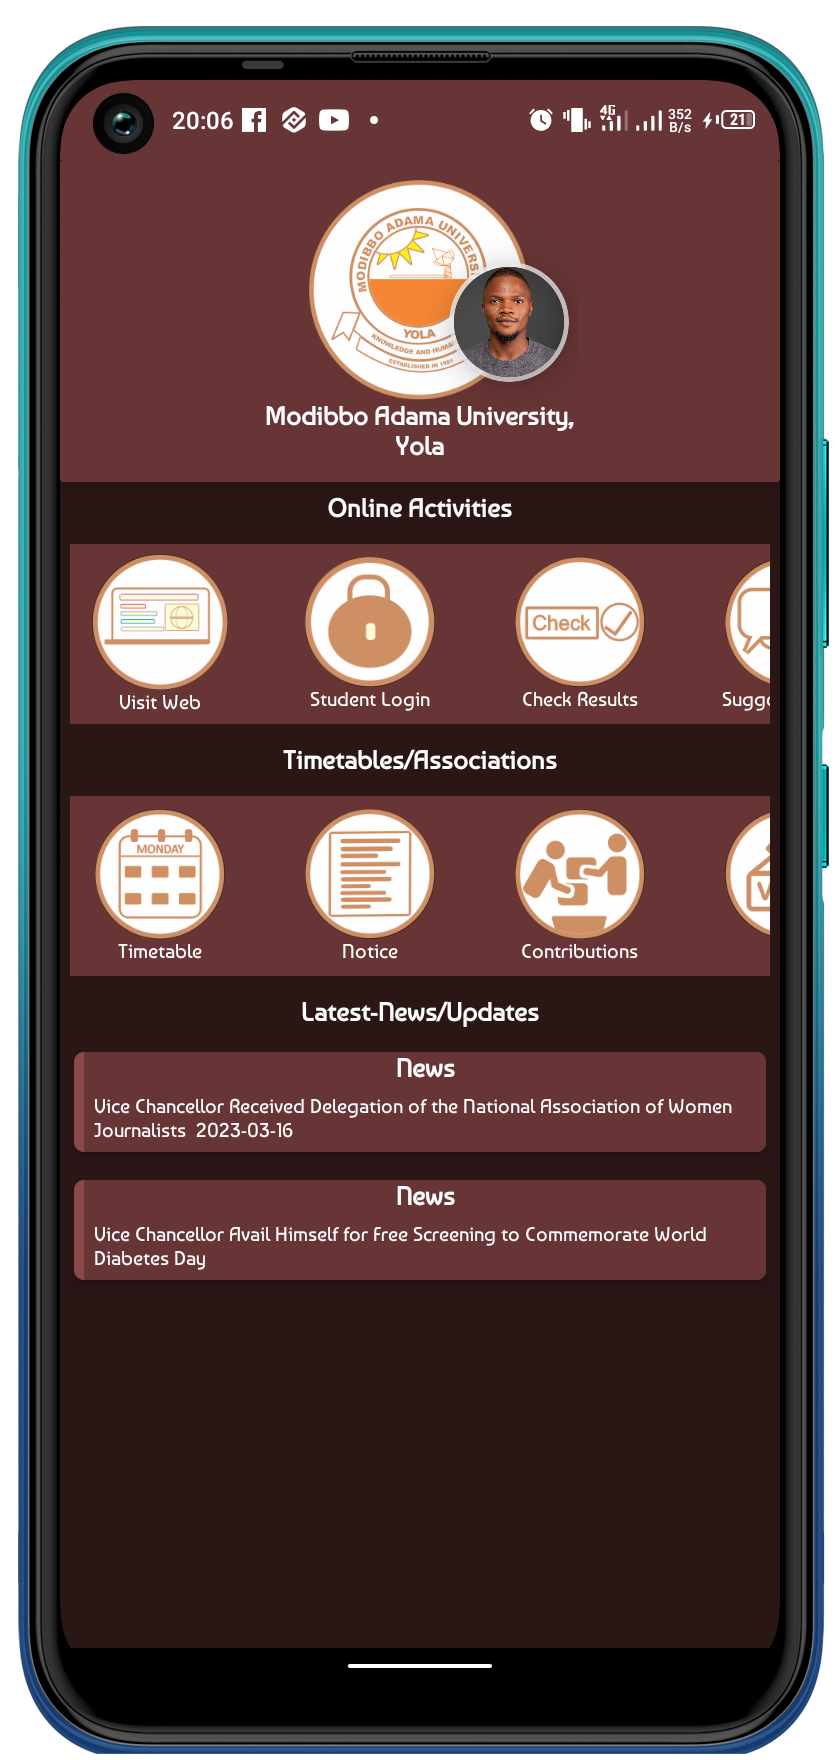 20:06
4G
352
B/s
21
MODIBBO ADAMA UNIVERSI
YOLA
KNOWLEDGE AND HUMA
ESTABLISHED IN 1981
Modibbo Adama University,
Yola
Online Activities
Check
Visit Web
Student Login
Check Results
Sugge
Timetables/Associations
MONDAY
V
Timetable
Notice
Contributions
Latest-News/Updates
News
Vice Chancellor Received Delegation of the National Association of Women
Journalists 2023-03-16
News
Vice Chancellor Avail Himself for Free Screening to Commemorate World
Diabetes Day